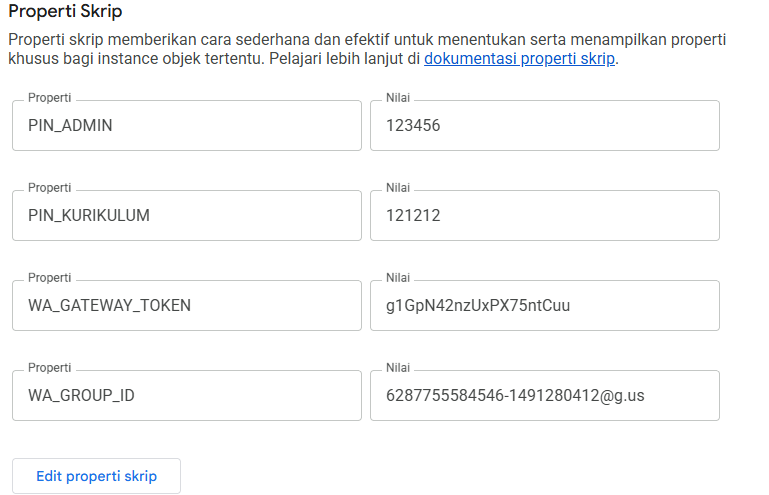 Properti Skrip
Properti skrip memberikan cara sederhana dan efektif untuk menentukan serta menampilkan properti
khusus bagi instance objek tertentu. Pelajari lebih lanjut di dokumentasi properti skrip.
Properti
PIN_ADMIN
Nilai
123456
Properti
PIN_KURIKULUM
Nilai
121212
Properti
WA_GATEWAY_TOKEN
Nilai
g1GpN42nzUxPX75ntCuu
Properti
WA_GROUP_ID
Nilai
6287755584546-1491280412@g.us
Edit properti skrip